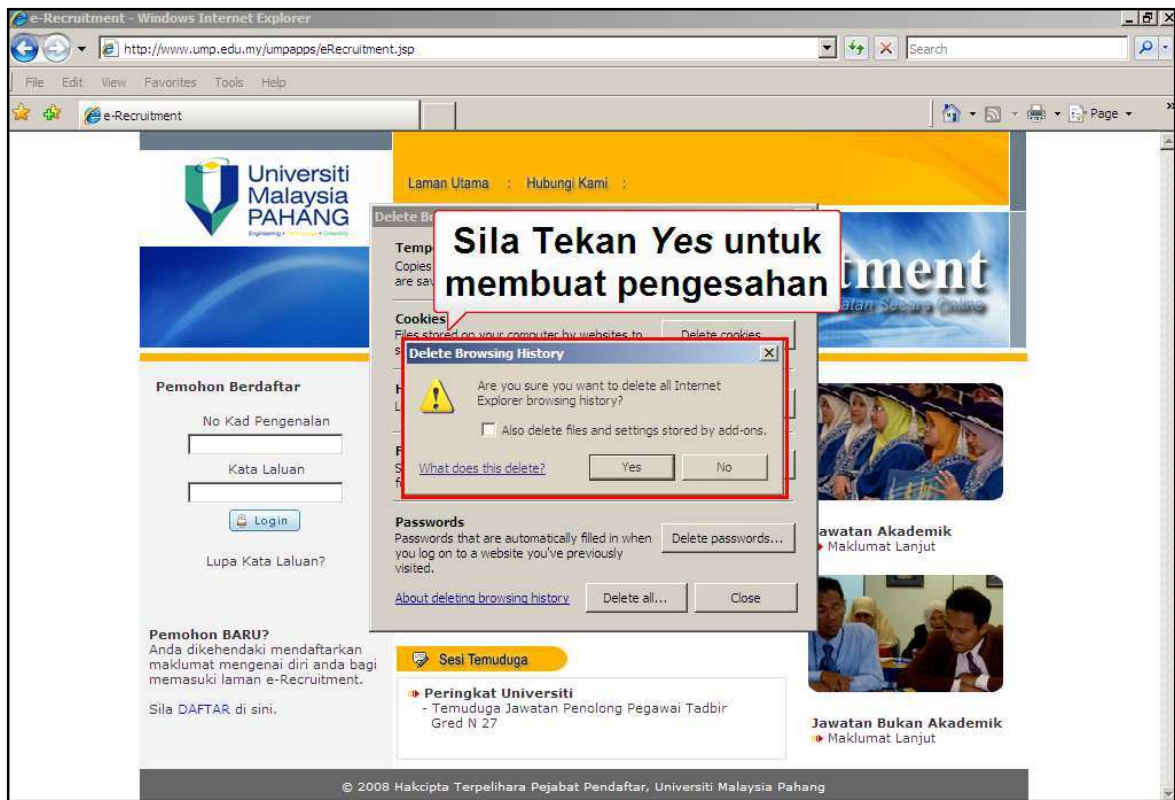 e-Recruitment - Windows Internet Explorer
http://www.ump.edu.my/umpapps/eRecruitment.jsp
Search
File Edit View Favorites Tools Help
e-Recruitment
Page
Universiti
Malaysia
PAHANG
Laman Utama : Hubungi Kami :
Delete Br
Sila Tekan Yes untuk
membuat pengesahan
Temp
Copies
are sav
tment
Secara Online
Cookies
Files stored on your computer by websites to
Delete cookies...
Delete Browsing History
Are you sure you want to delete all Internet
Explorer browsing history?
Also delete files and settings stored by add-ons.
What does this delete?
Yes
No
Passwords
Passwords that are automatically filled in when
you log on to a website you've previously
visited.
Delete passwords...
About deleting browsing history
Delete all...
Close
Pemohon Berdaftar
No Kad Pengenalan
Kata Laluan
Login
Lupa Kata Laluan?
Pemohon BARU?
Anda dikehendaki mendaftarkan
maklumat mengenai diri anda bagi
memasuki laman e-Recruitment.
Sila DAFTAR di sini.
Sesi Temuduga
Peringkat Universiti
- Temuduga Jawatan Penolong Pegawai Tadbir
Gred N 27
awatan Akademik
Maklumat Lanjut
Jawatan Bukan Akademik
Maklumat Lanjut
© 2008 Hakcipta Terpelihara Pejabat Pendaftar, Universiti Malaysia Pahang